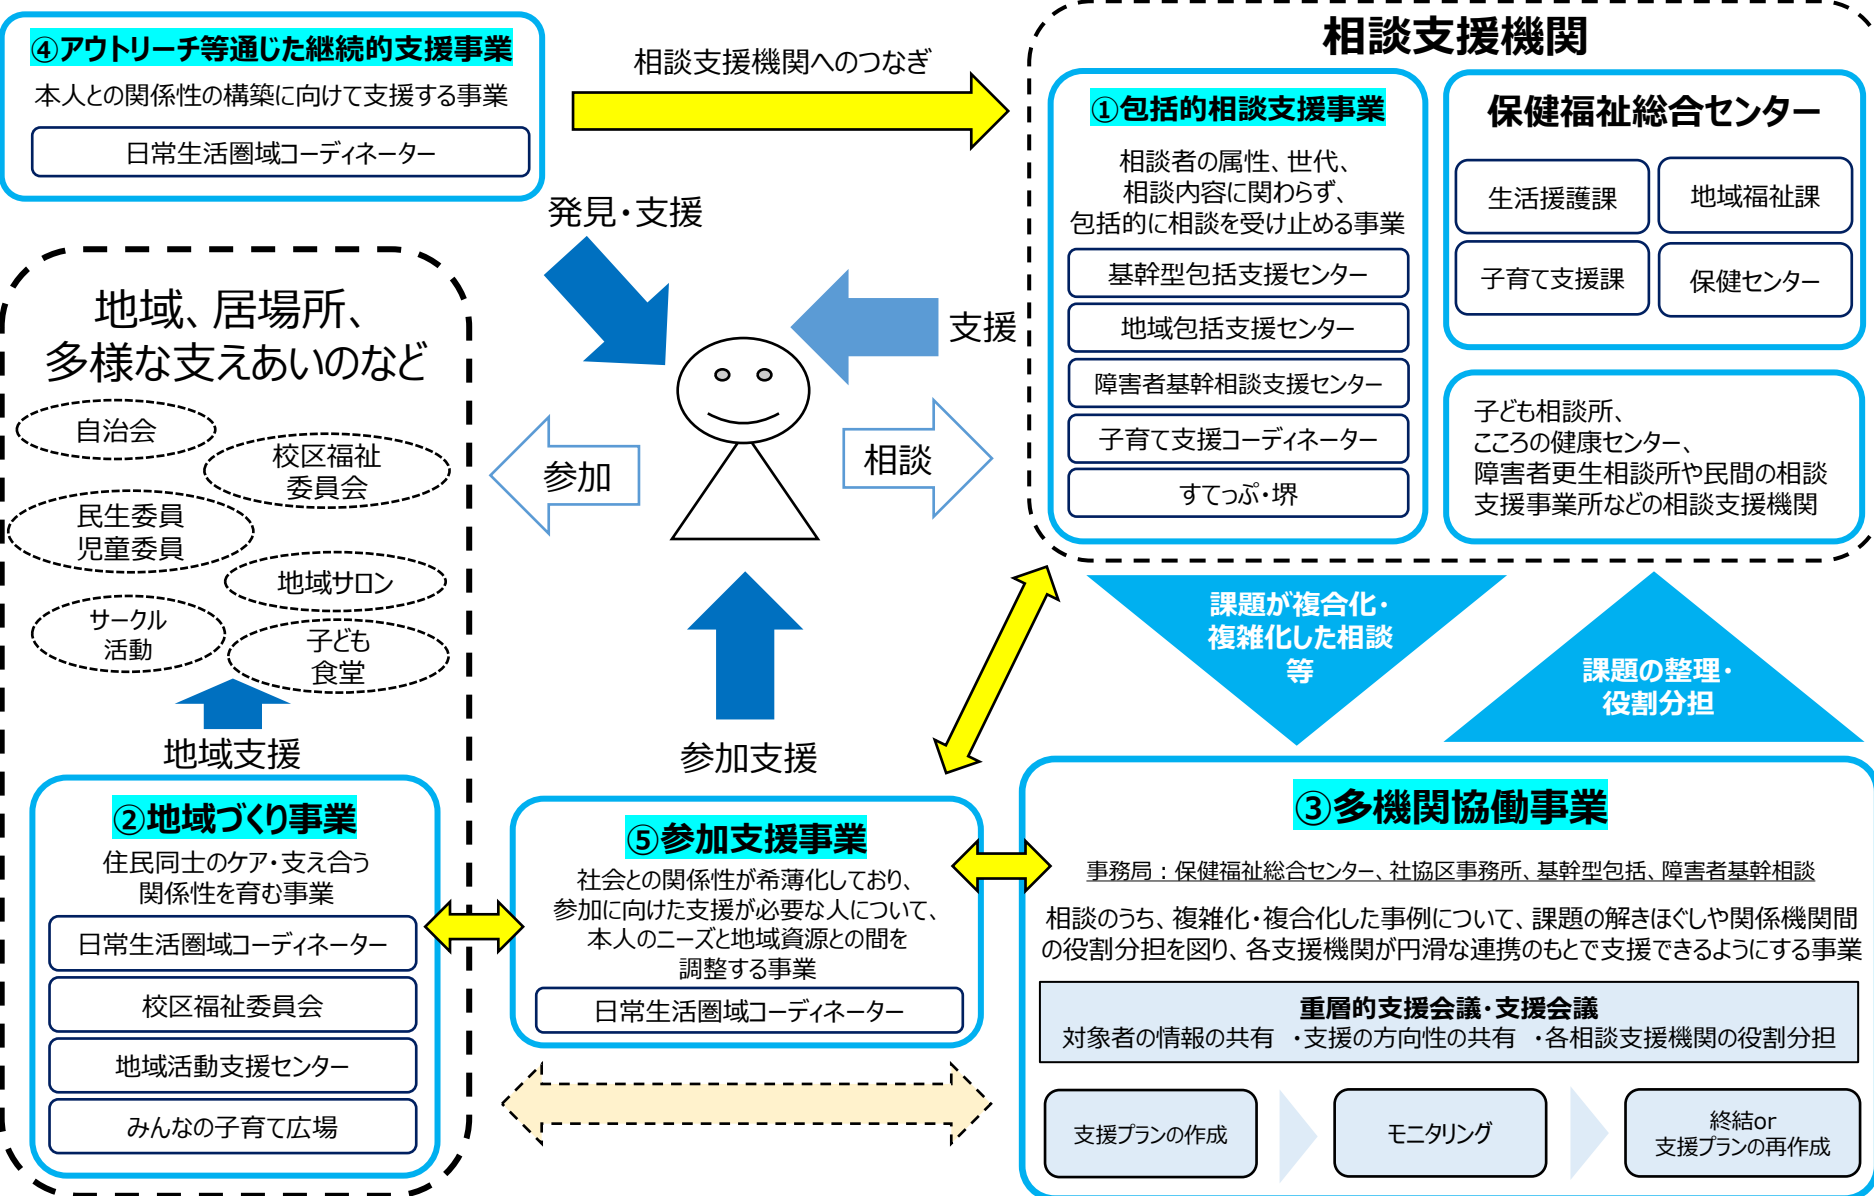 ④アウトリーチ等通じた継続的支援事業
本人との関係性の構築に向けて支援する事業
日常生活圏域コーディネーター
相談支援機関へのつなぎ
発見・支援
相談支援機関
①包括的相談支援事業
相談者の属性、世代、
相談内容に関わらず、
包括的に相談を受け止める事業
基幹型包括支援センター
地域包括支援センター
障害者基幹相談支援センター
子育て支援コーディネーター
すてっぷ・堺
保健福祉総合センター
生活援護課
地域福祉課
子育て支援課
保健センター
子ども相談所、
こころの健康センター、
障害者更生相談所や民間の相談
支援事業所などの相談支援機関
支援
相談
参加
地域、居場所、
多様な支えあいのなど
自治会
校区福祉
委員会
民生委員
児童委員
地域サロン
サークル
活動
子ども
食堂
地域支援
②地域づくり事業
住民同士のケア・支え合う
関係性を育む事業
日常生活圏域コーディネーター
校区福祉委員会
地域活動支援センター
みんなの子育て広場
参加支援
⑤参加支援事業
社会との関係性が希薄化しており、
参加に向けた支援が必要な人について、
本人のニーズと地域資源との間を
調整する事業
日常生活圏域コーディネーター
課題が複合化・
複雑化した相談
等
課題の整理・
役割分担
③多機関協働事業
事務局：保健福祉総合センター、社協区事務所、基幹型包括、障害者基幹相談
相談のうち、複雑化・複合化した事例について、課題の解きほぐしや関係機関間
の役割分担を図り、各支援機関が円滑な連携のもとで支援できるようにする事業
重層的支援会議・支援会議
対象者の情報の共有　・支援の方向性の共有　・各相談支援機関の役割分担
支援プランの作成
モニタリング
終結or
支援プランの再作成